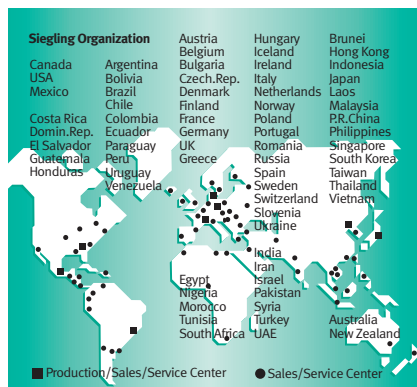 Siegling Organization
Canada
USA
Mexico
Costa Rica
Domin.Rep.
El Salvador
Guatemala
Honduras
Argentina
Bolivia
Brazil
Chile
Colombia
Ecuador
Paraguay
Peru
Uruguay
Venezuela
Austria
Belgium
Bulgaria
Czech.Rep.
Denmark
Finland
France
Germany
UK
Greece
Egypt
Nigeria
Morocco
Tunisia
South Africa
Hungary
Iceland
Ireland
Italy
Netherlands
Norway
Poland
Portugal
Romania
Russia
Spain
Sweden
Switzerland
Slovenia
Ukraine
India
Iran
Israel
Pakistan
Syria
Turkey
UAE
Brunei
Hong Kong
Indonesia
Japan
Laos
Malaysia
P.R.China
Philippines
Singapore
South Korea
Taiwan
Thailand
Vietnam
Australia
New Zealand
Production/Sales/Service Center
Sales/Service Center